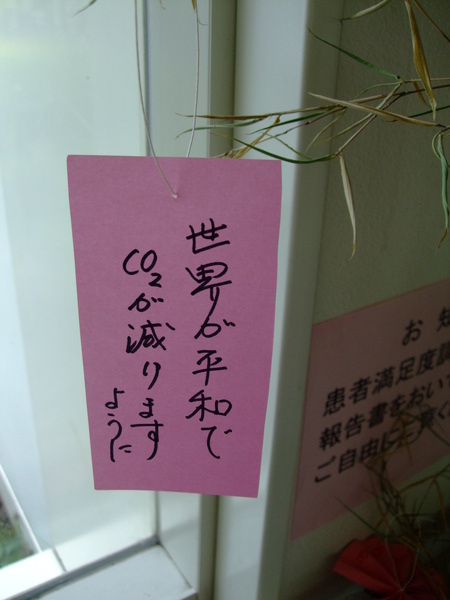 世界が平和で
CO₂が減ります
ように
お知
患者満足度調
報告書をおい
ご自由に